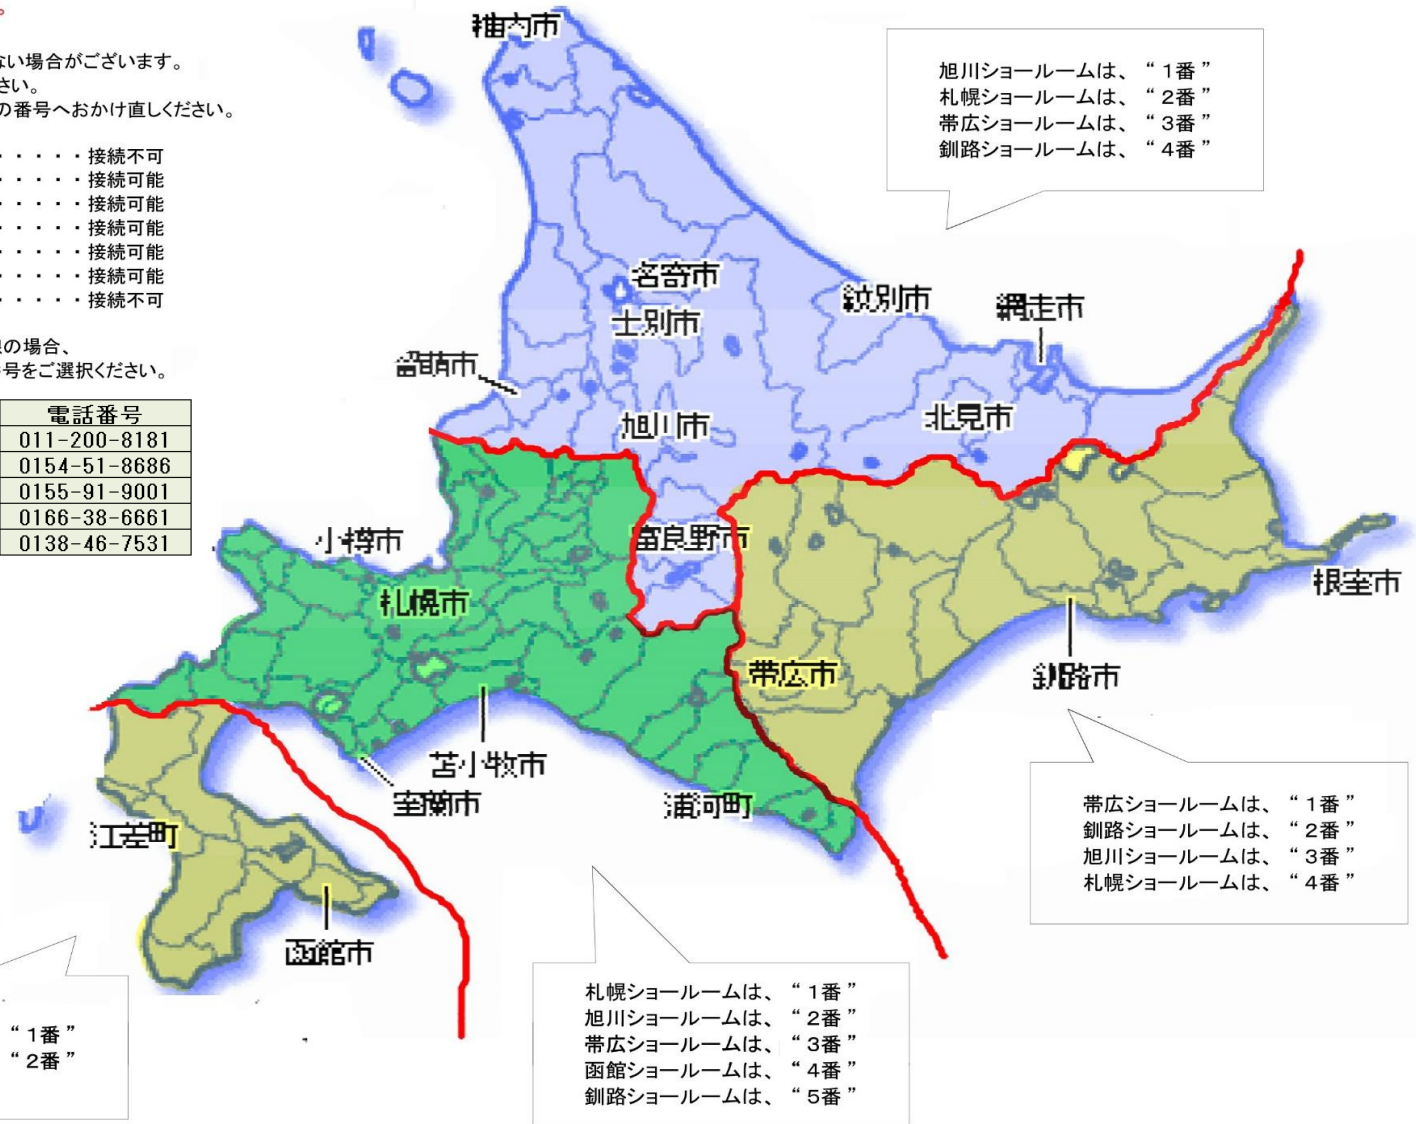 。
ない場合がございます。
さい。
の番号へおかけ直しください。
・・・・・接続不可
・・・・・接続可能
・・・・・接続可能
・・・・・接続可能
・・・・・接続可能
・・・・・接続可能
・・・・・接続不可
の場合、
号をご選択ください。
電話番号
011-200-8181
0154-51-8686
0155-91-9001
0166-38-6661
0138-46-7531
稚内市
旭川ショールームは、“1番”
札幌ショールームは、“2番”
帯広ショールームは、“3番”
釧路ショールームは、“4番”
名寄市
紋別市
網走市
士別市
留萌市
旭川市
北見市
小樽市
富良野市
札幌市
根室市
帯広市
釧路市
苫小牧市
室蘭市
浦河町
江差町
函館市
帯広ショールームは、“1番”
釧路ショールームは、“2番”
旭川ショールームは、“3番”
札幌ショールームは、“4番”
札幌ショールームは、“1番”
旭川ショールームは、“2番”
帯広ショールームは、“3番”
函館ショールームは、“4番”
釧路ショールームは、“5番”
“1番”
“2番”